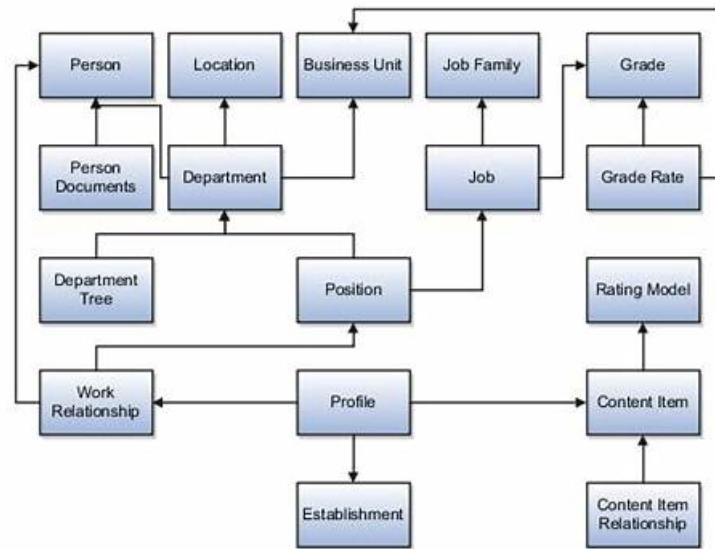 Person
Location
Business Unit
Job Family
Grade
Person
Documents
Department
Job
Grade Rate
Department
Tree
Position
Rating Model
Work
Relationship
Profile
Content Item
Establishment
Content Item
Relationship